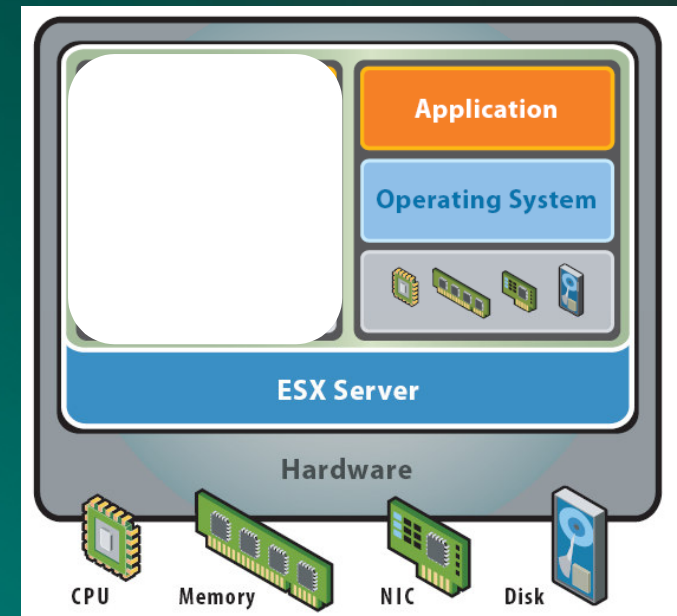 Application
Operating System
ESX Server
Hardware
CPU
Memory
NIC
Disk